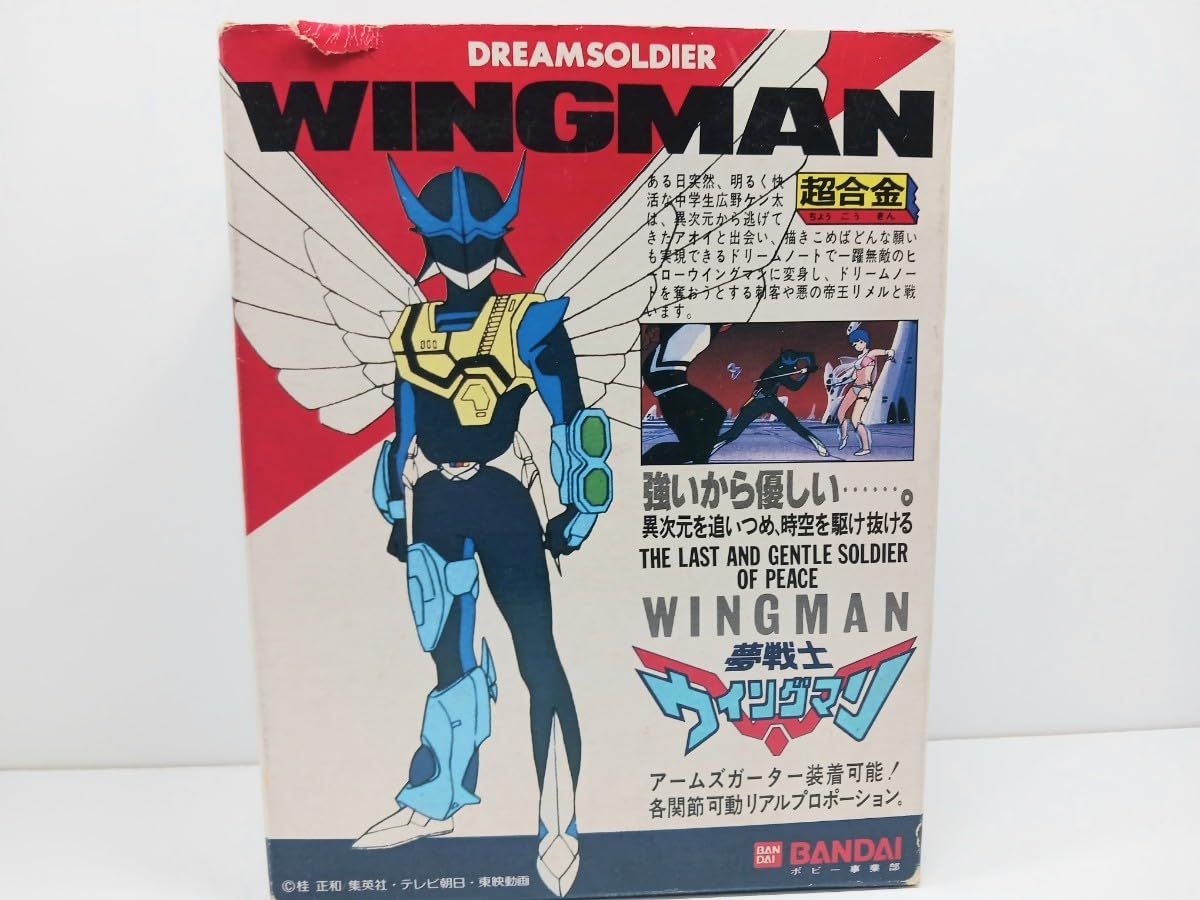 DREAMSOLDIER
WINGMAN
超合金
ちょう ごう きん
ある日突然、明るく快
活な中学生広野ケン太
は、異次元から逃げて
きたアオイと出会い、描きこめばどんな願い
も実現できるドリームノートで一躍無敵のヒ
ーローウイングマンに変身し、ドリームノー
トを奪おうとする刺客や悪の帝王リメルと戦
います。
強いから優しい……。
異次元を追いつめ、時空を駆け抜ける
THE LAST AND GENTLE SOLDIER
OF PEACE
WINGMAN
夢戦士
ウイングマン
アームズガーター装着可能!
各関節可動リアルプロポーション。
BAN
DAI
BANDAI
ポピー事業部
©桂 正和 集英社・テレビ朝日・東映動画